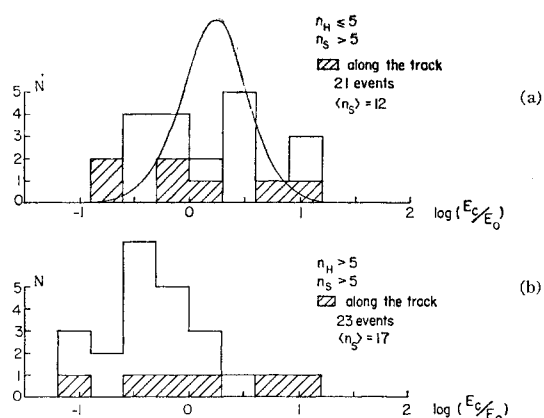 n_H ≤ 5
n_S > 5
along the track
21 events
⟨n_S⟩ = 12
(a)
N
5
4
3
2
1
0
-1 0 1 2
log (E_c/E_0)
n_H > 5
n_S > 5
along the track
23 events
⟨n_S⟩ = 17
(b)
N
5
4
3
2
1
0
-1 0 1 2
log (E_c/E_0)